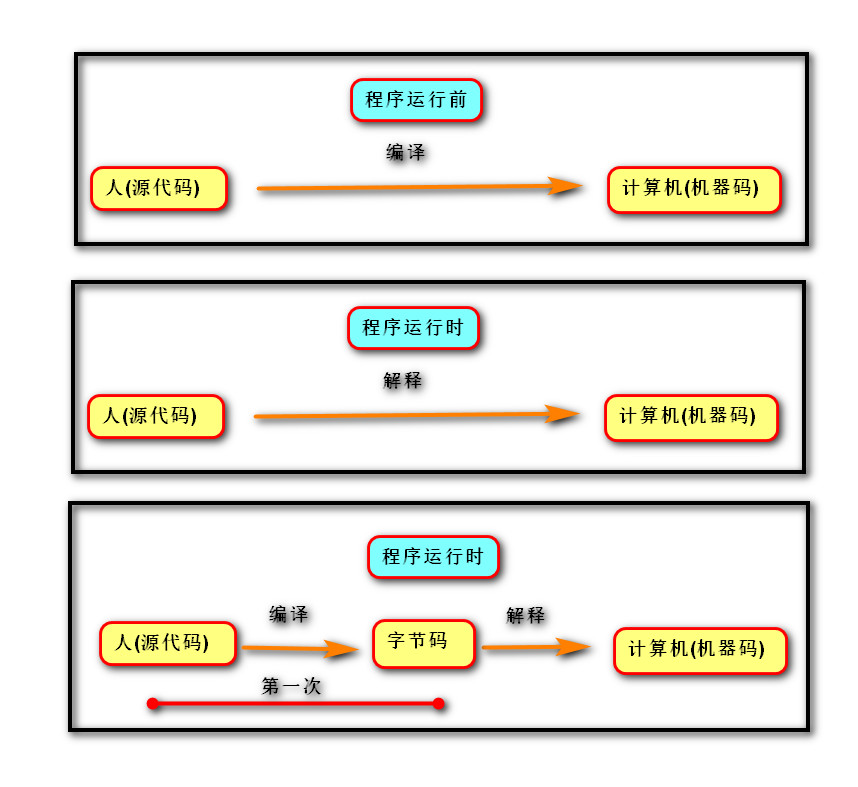 程序运行前
编译
人(源代码)
计算机(机器码)
程序运行时
解释
人(源代码)
计算机(机器码)
程序运行时
编译
解释
人(源代码)
字节码
计算机(机器码)
第一次